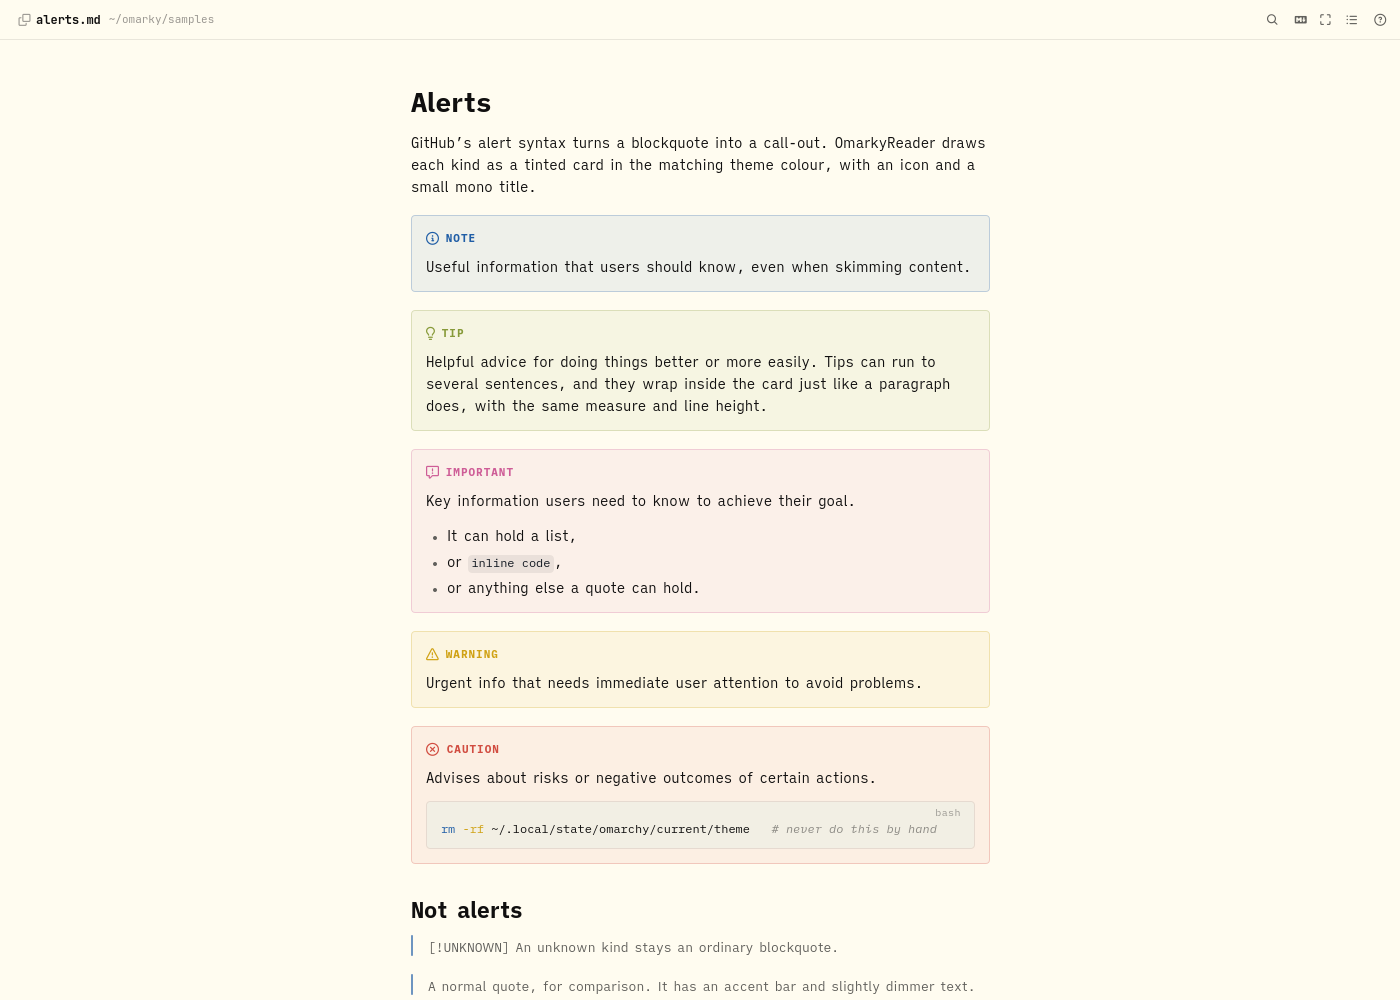 alerts.md ~/omarky/samples
Alerts
GitHub’s alert syntax turns a blockquote into a call-out. OmarkyReader draws
each kind as a tinted card in the matching theme colour, with an icon and a
small mono title.
NOTE
Useful information that users should know, even when skimming content.
TIP
Helpful advice for doing things better or more easily. Tips can run to
several sentences, and they wrap inside the card just like a paragraph
does, with the same measure and line height.
IMPORTANT
Key information users need to know to achieve their goal.
• It can hold a list,
• or inline code,
• or anything else a quote can hold.
WARNING
Urgent info that needs immediate user attention to avoid problems.
CAUTION
Advises about risks or negative outcomes of certain actions.
bash
rm -rf ~/.local/state/omarchy/current/theme   # never do this by hand
Not alerts
[!UNKNOWN] An unknown kind stays an ordinary blockquote.
A normal quote, for comparison. It has an accent bar and slightly dimmer text.